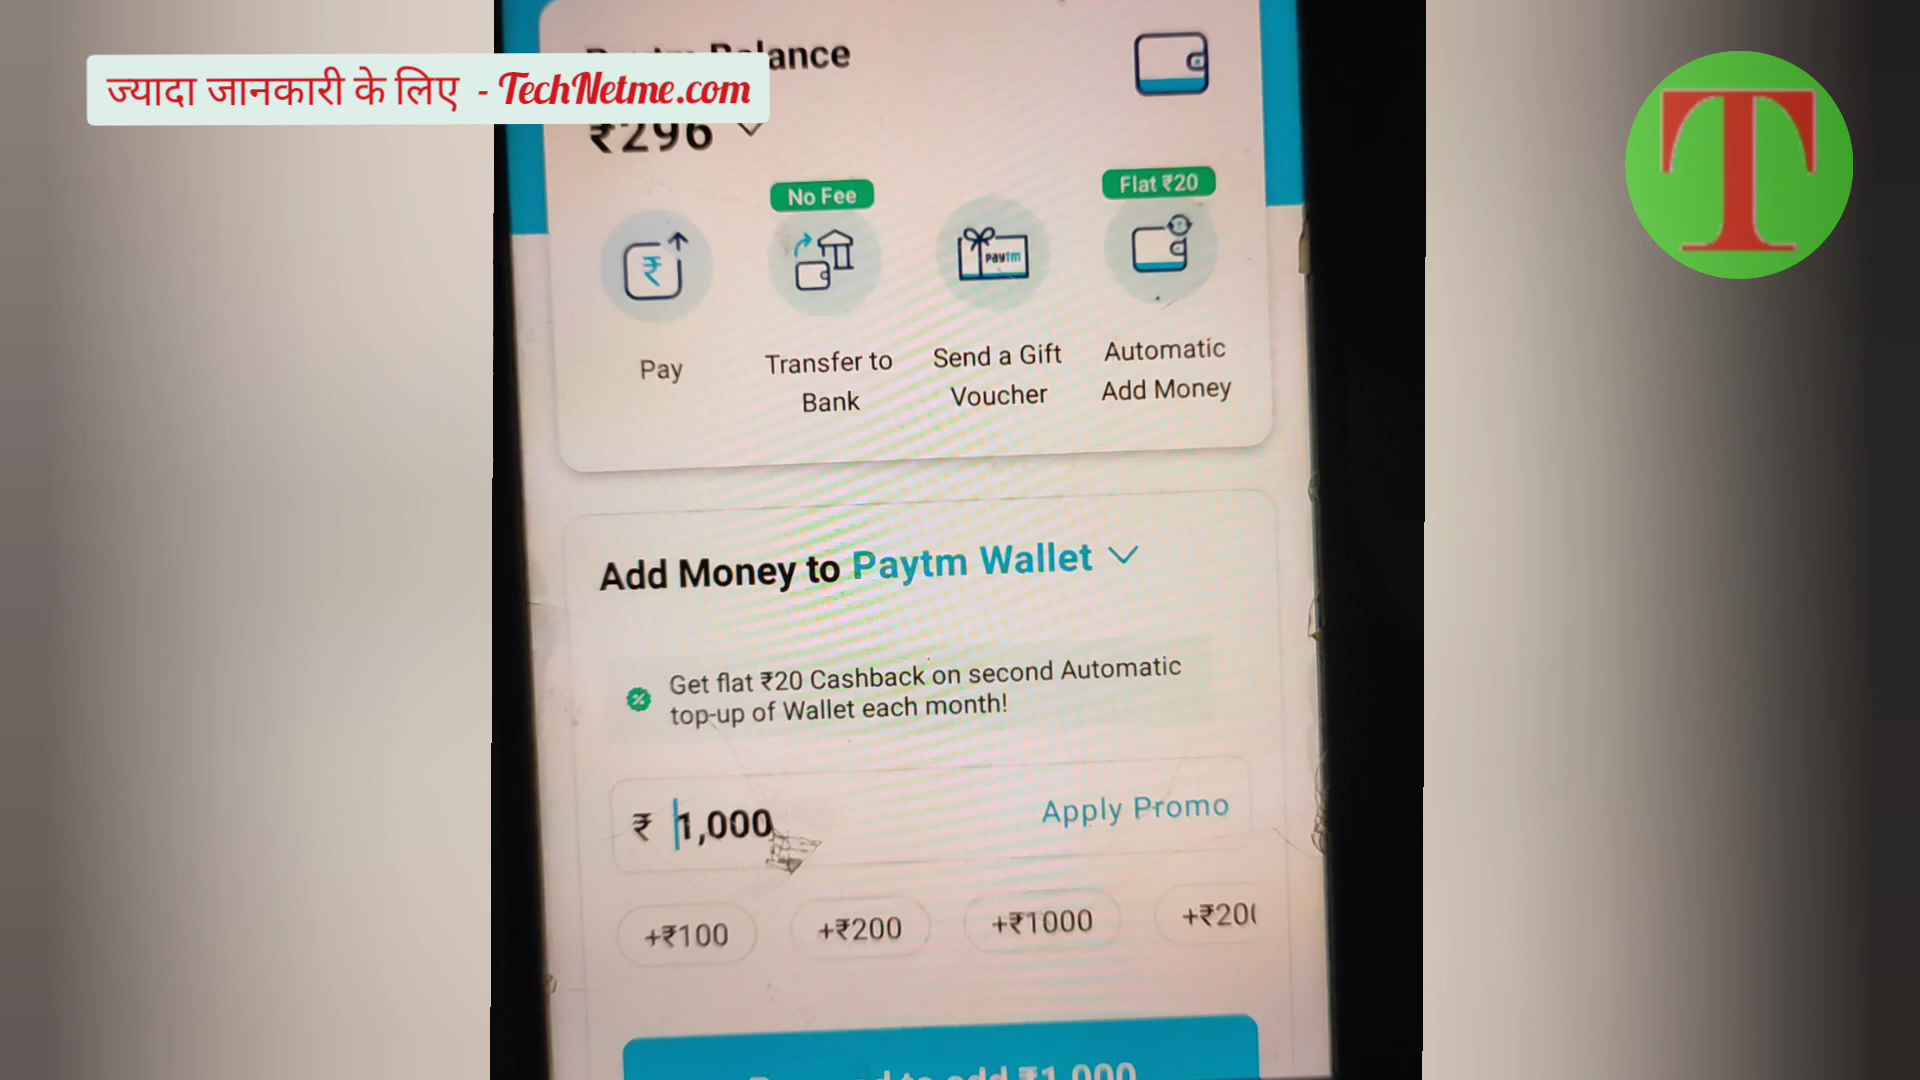 ज्यादा जानकारी के लिए - TechNetme.com
T
Balance
₹296
No Fee
Flat ₹20
Paytm
Pay
Transfer to
Bank
Send a Gift
Voucher
Automatic
Add Money
Add Money to Paytm Wallet
Get flat ₹20 Cashback on second Automatic
top-up of Wallet each month!
₹ 1,000
Apply Promo
+₹100
+₹200
+₹1000
to add ₹1,000